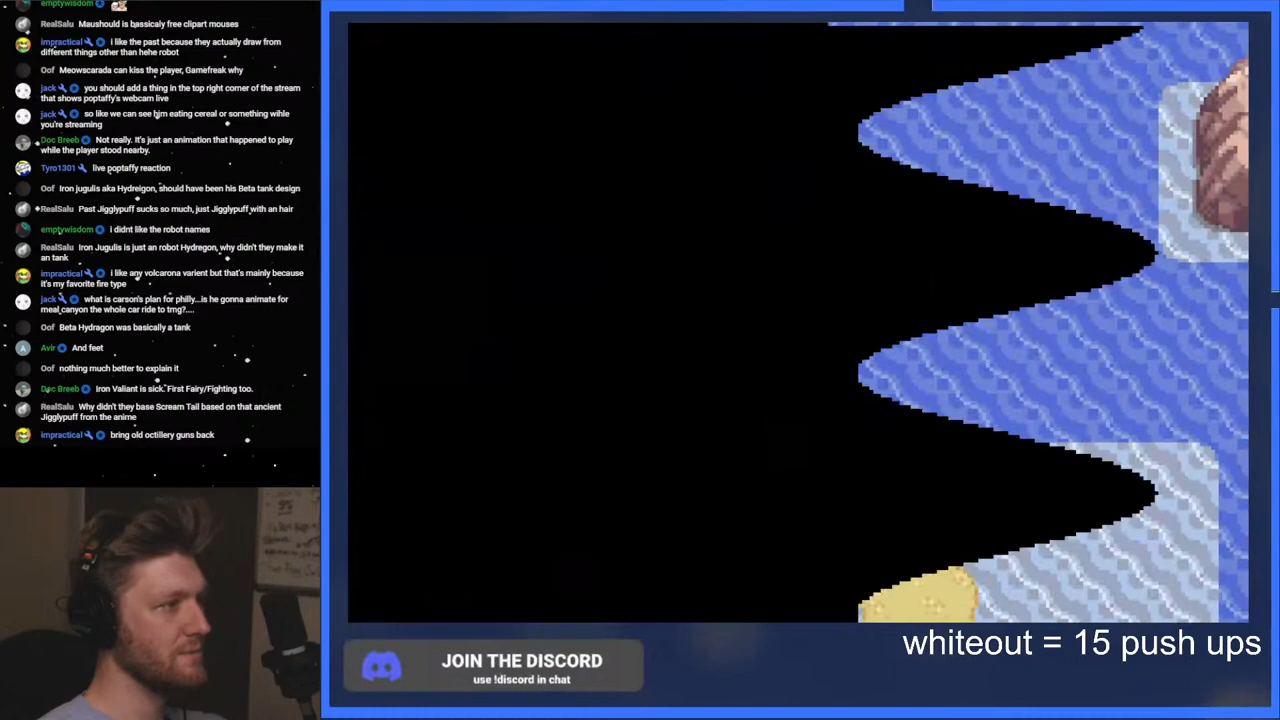 emptywisdom
RealSalu Maushould is bassicaly free clipart mouses
impractical i like the past because they actually draw from
different things other than hehe robot
Oof Meowscarada can kiss the player, Gamefreak why
jack you should add a thing in the top right corner of the stream
that shows poptaffy's webcam live
jack so like we can see him eating cereal or something wihle
you're streaming
Doc Breeb Not really. It's just an animation that happened to play
while the player stood nearby.
Tyro1301 live poptaffy reaction
Oof Iron jugulis aka Hydreigon, should have been his Beta tank design
RealSalu Past Jigglypuff sucks so much, just Jigglypuff with an hair
emptywisdom i didnt like the robot names
RealSalu Iron Jugulis is just an robot Hydregon, why didn't they make it
an tank
impractical i like any volcarona varient but that's mainly because
it's my favorite fire type
jack what is carson's plan for philly...is he gonna animate for
meal canyon the whole car ride to tmg?....
Oof Beta Hydragon was basically a tank
A Avir And feet
Oof nothing much better to explain it
Doc Breeb Iron Valiant is sick. First Fairy/Fighting too.
RealSalu Why didn't they base Scream Tail based on that ancient
Jigglypuff from the anime
impractical bring old octillery guns back
JOIN THE DISCORD
use !discord in chat
whiteout = 15 push ups